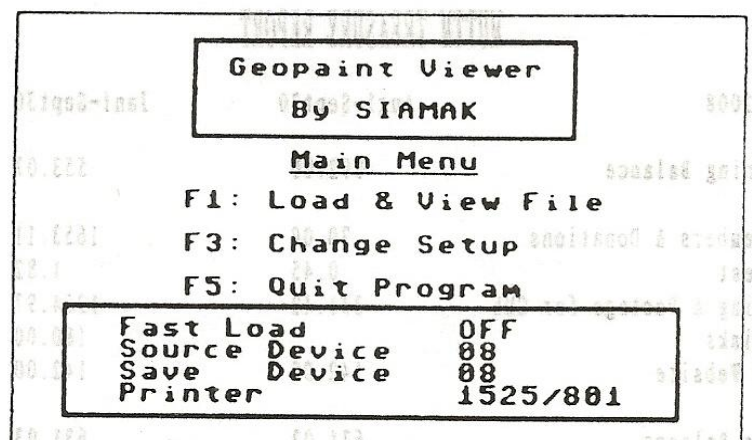 Geopaint Viewer
By SIAMAK
Main Menu
F1: Load & View File
F3: Change Setup
F5: Quit Program
Fast Load OFF
Source Device 08
Save Device 08
Printer 1525/801